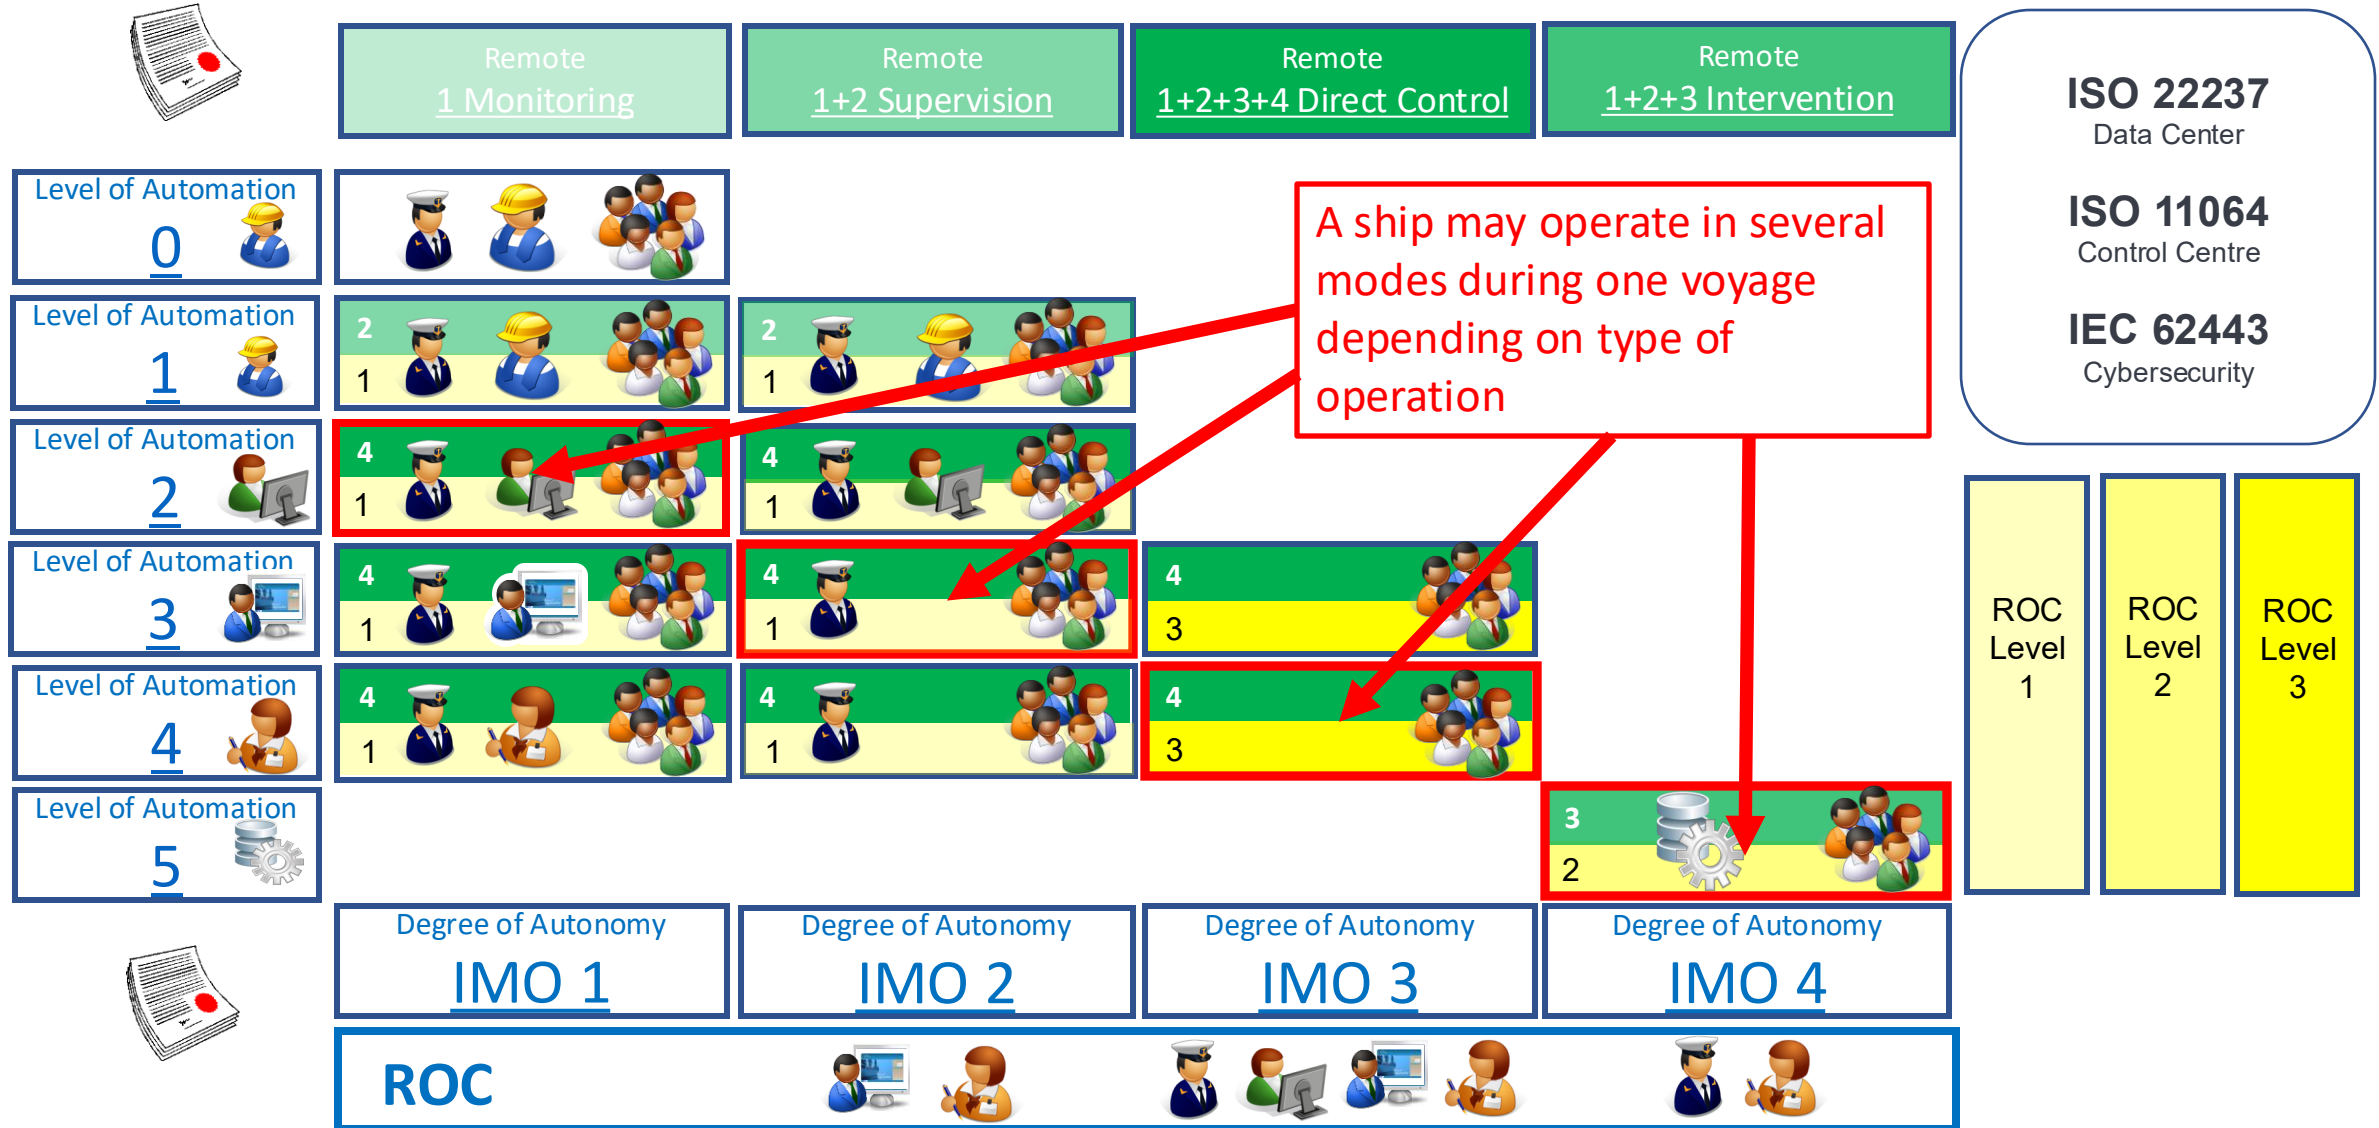 Remote
1 Monitoring
Remote
1+2 Supervision
Remote
1+2+3+4 Direct Control
Remote
1+2+3 Intervention
ISO 22237
Data Center
ISO 11064
Control Centre
IEC 62443
Cybersecurity
Level of Automation
0
A ship may operate in several
modes during one voyage
depending on type of
operation
Level of Automation
1
2
1
2
1
Level of Automation
2
4
1
4
1
Level of Automation
3
4
1
4
1
4
3
Level of Automation
4
4
1
4
1
4
3
Level of Automation
5
3
2
ROC
Level
1
ROC
Level
2
ROC
Level
3
Degree of Autonomy
IMO 1
Degree of Autonomy
IMO 2
Degree of Autonomy
IMO 3
Degree of Autonomy
IMO 4
ROC